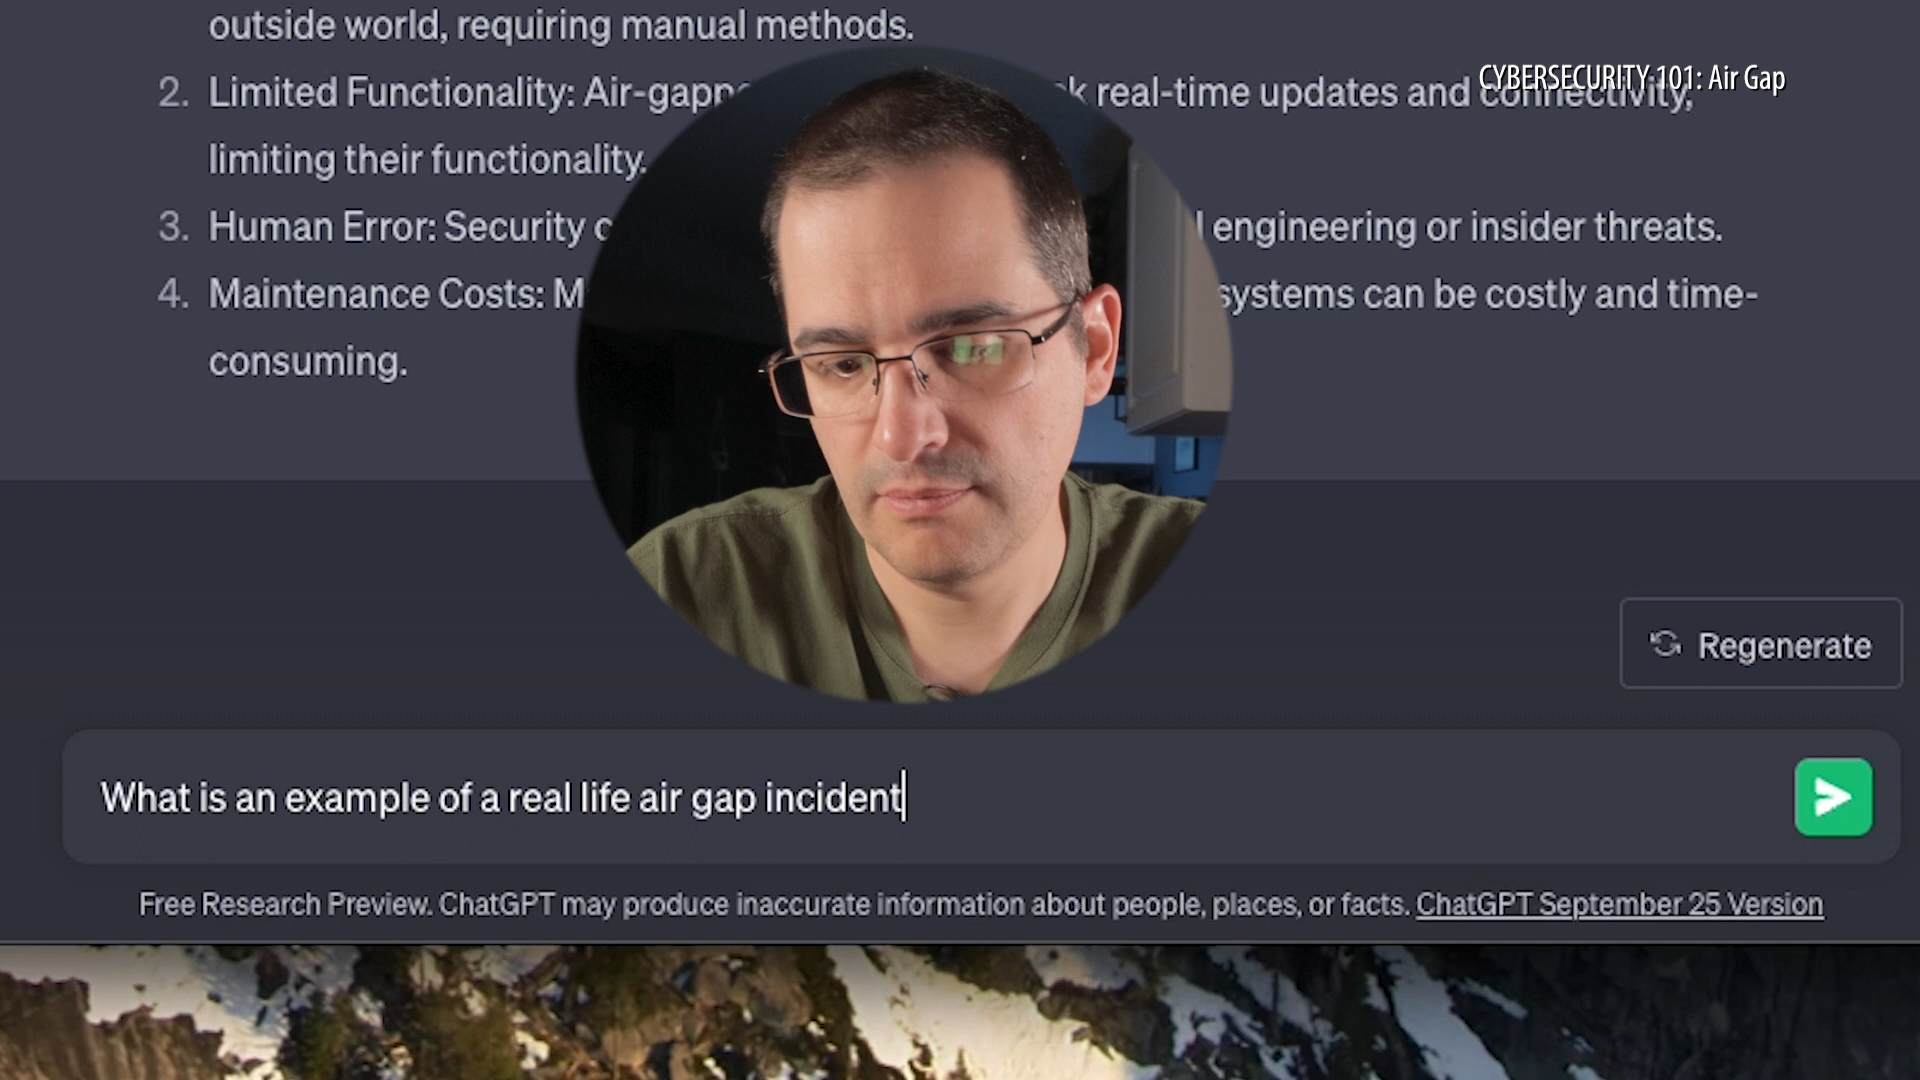 outside world, requiring manual methods.
CYBERSECURITY 101: Air Gap
2. Limited Functionality: real-time updates and connectivity,
limiting their functionality.
3. Human Error: Security engineering or insider threats.
4. Maintenance Costs: systems can be costly and time-
consuming.
Regenerate
What is an example of a real life air gap incident
Free Research Preview. ChatGPT may produce inaccurate information about people, places, or facts. ChatGPT September 25 Version